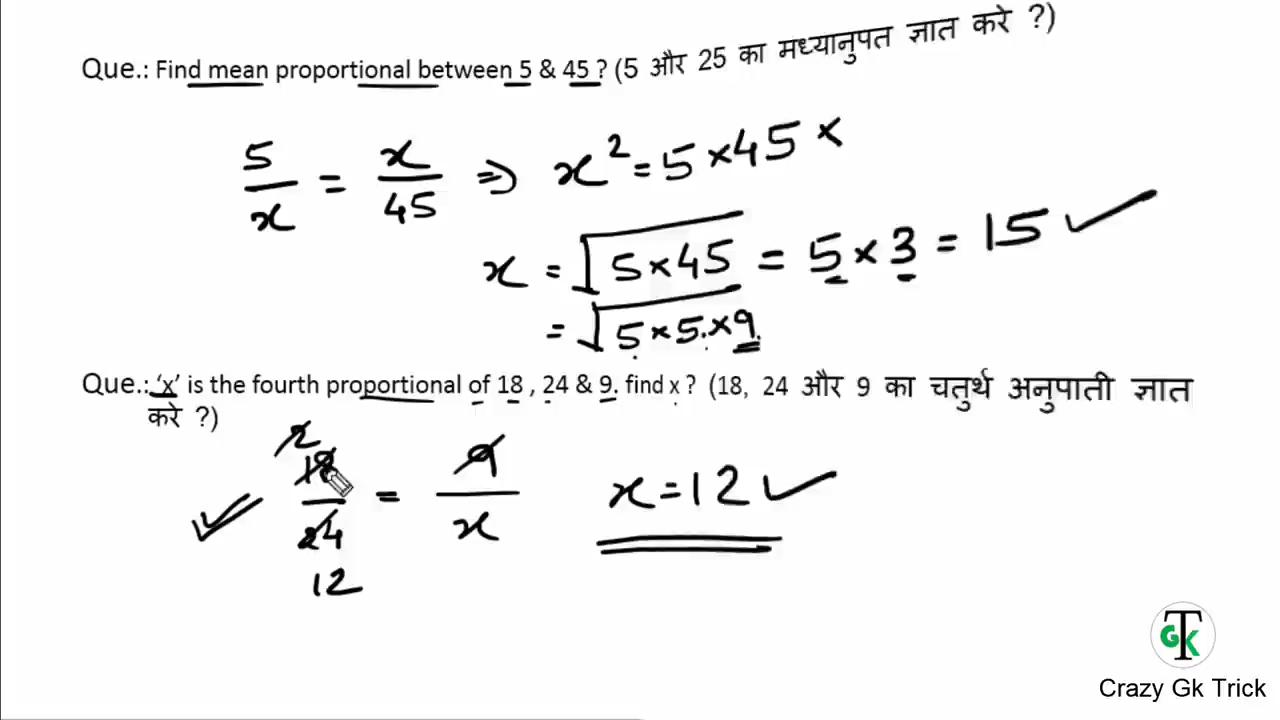 Que.: Find mean proportional between 5 & 45 ? (5 और 25 का मध्यानुपत ज्ञात करे ?)
5/x = x/45 ⇒ x² = 5 × 45 ×
x = √(5×45) = 5 × 3 = 15 ✓
= √(5×5×9)
Que.: ‘x’ is the fourth proportional of 18 , 24 & 9. find x ? (18, 24 और 9 का चतुर्थ अनुपाती ज्ञात
करे ?)
2
18/24 = 9/x x = 12 ✓
12
TGK
Crazy Gk Trick